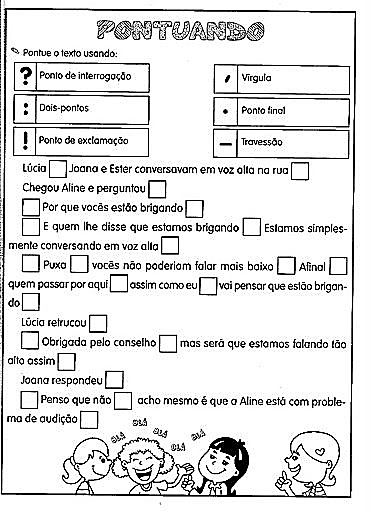 PONTUANDO
Pontue o texto usando:
? Ponto de interrogação
, Vírgula
: Dois-pontos
. Ponto final
! Ponto de exclamação
— Travessão
Lúcia □ Joana e Ester conversavam em voz alta na rua □
Chegou Aline e perguntou □
□ Por que vocês estão brigando □
□ E quem lhe disse que estamos brigando □ Estamos simples-
mente conversando em voz alta □
□ Puxa □ vocês não poderiam falar mais baixo □ Afinal □
quem passar por aqui □ assim como eu □ vai pensar que estão brigan-
do □
Lúcia retrucou □
□ Obrigada pelo conselho □ mas será que estamos falando tão
alto assim □
Joana respondeu □
□ Penso que não □ acho mesmo é que a Aline está com proble-
ma de audição □
BLÁ BLÁ BLÁ BLÁ BLÁ